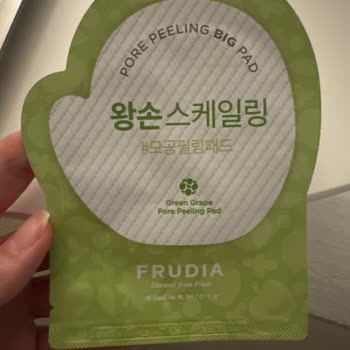 PORE PEELING BIG PAD
왕손스케일링
#모공필링패드
Green Grape
Pore Peeling Pad
FRUDIA
Derived from Fruit